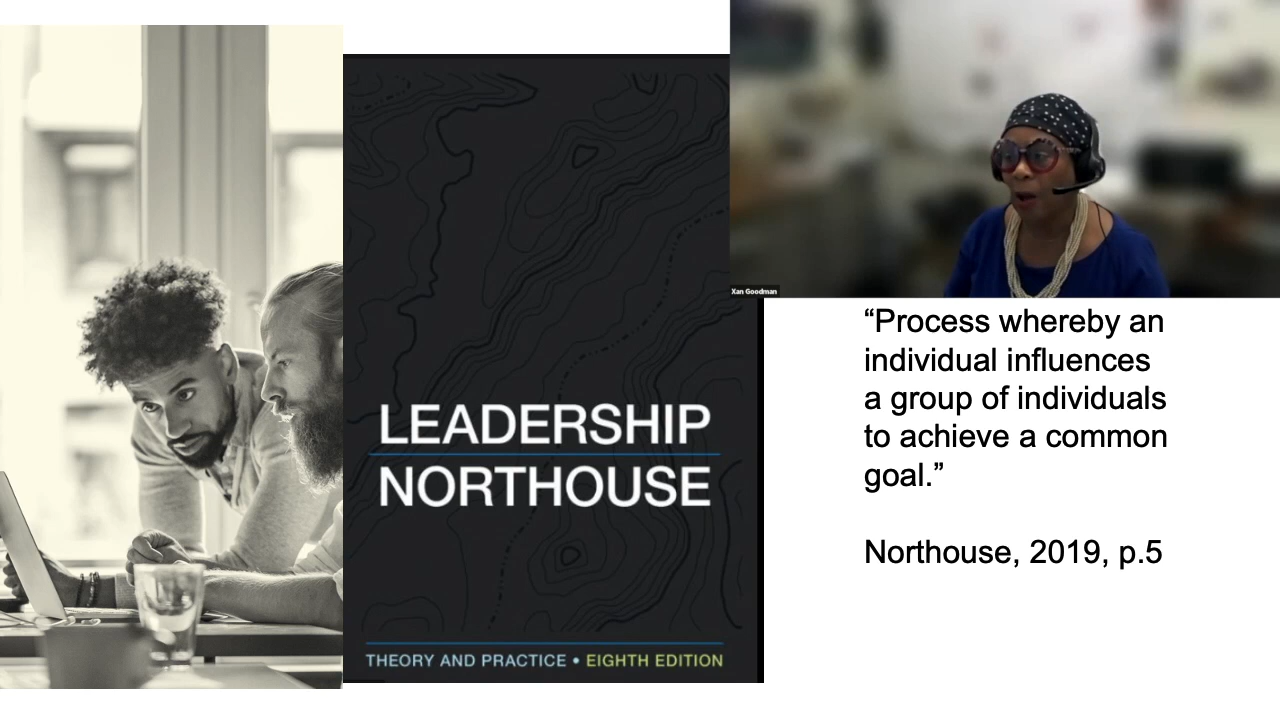 LEADERSHIP
NORTHOUSE
THEORY AND PRACTICE • EIGHTH EDITION
Xan Goodman
“Process whereby an
individual influences
a group of individuals
to achieve a common
goal.”
Northouse, 2019, p.5